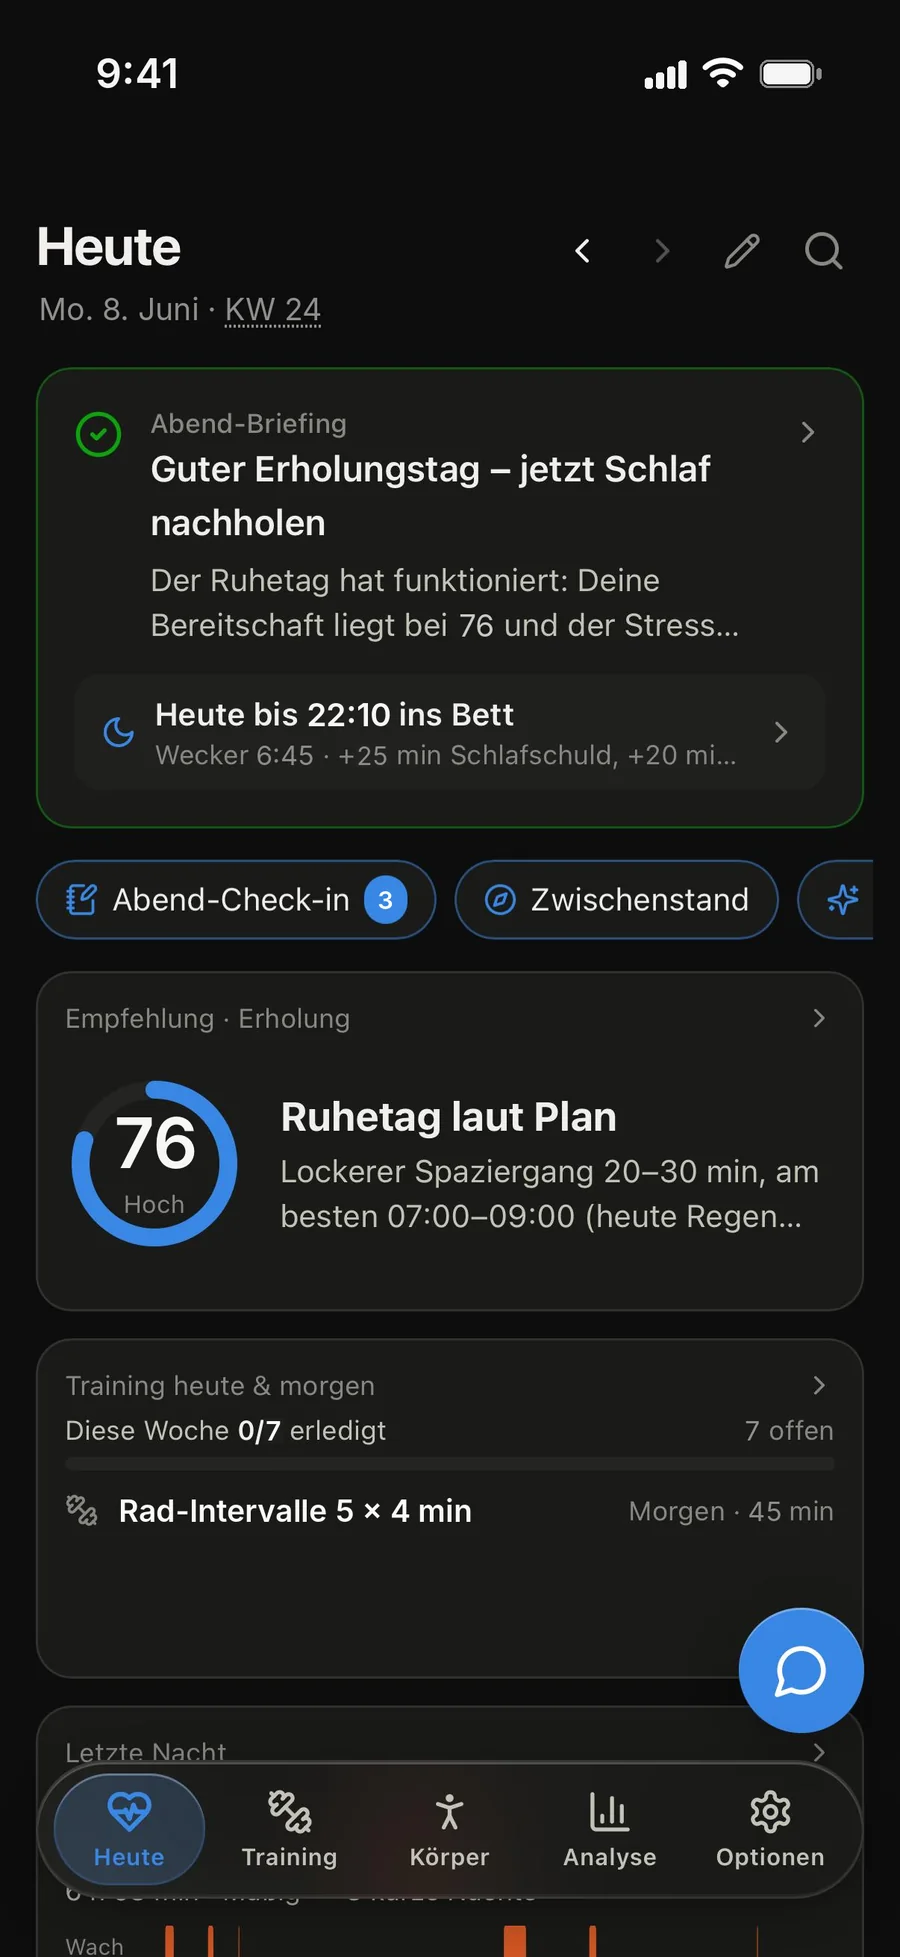 9:41
Heute
Mo. 8. Juni · KW 24
Abend-Briefing
Guter Erholungstag – jetzt Schlaf
nachholen
Der Ruhetag hat funktioniert: Deine
Bereitschaft liegt bei 76 und der Stress...
Heute bis 22:10 ins Bett
Wecker 6:45 · +25 min Schlafschuld, +20 mi...
Abend-Check-in 3
Zwischenstand
Empfehlung · Erholung
76
Hoch
Ruhetag laut Plan
Lockerer Spaziergang 20–30 min, am
besten 07:00–09:00 (heute Regen...
Training heute & morgen
Diese Woche 0/7 erledigt
7 offen
Rad-Intervalle 5 × 4 min
Morgen · 45 min
Letzte Nacht
Heute
Training
Körper
Analyse
Optionen
Wach